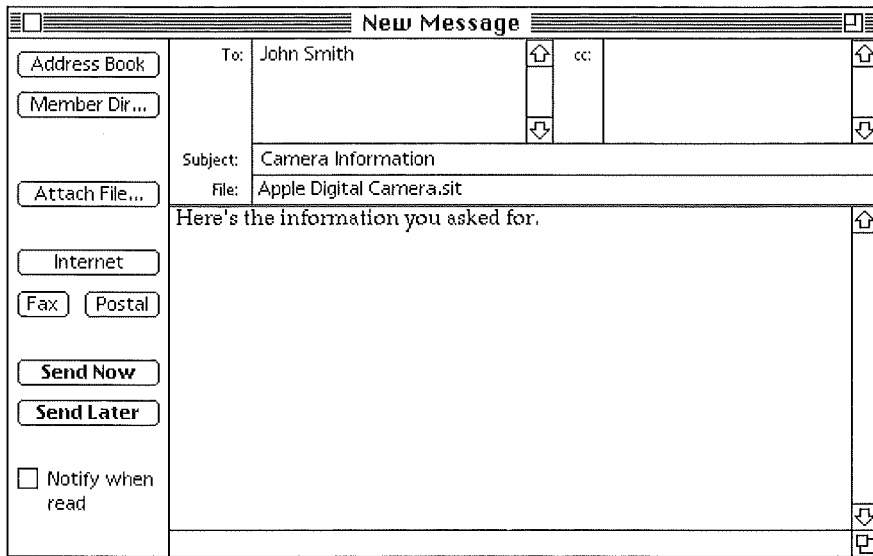 New Message
Address Book
Member Dir...
Attach File...
Internet
Fax
Postal
Send Now
Send Later
Notify when
read
To:
John Smith
cc:
Subject:
Camera Information
File:
Apple Digital Camera.sit
Here's the information you asked for.